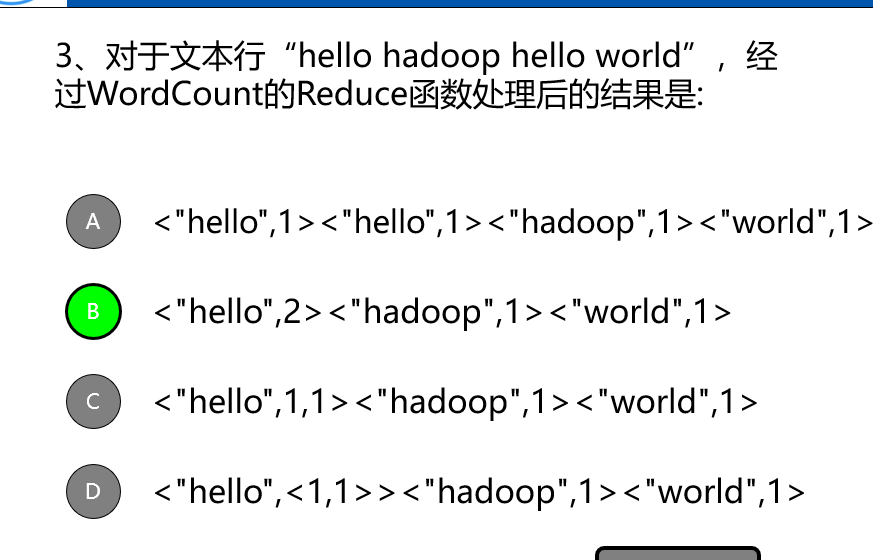 3、对于文本行“hello hadoop hello world”，经
过WordCount的Reduce函数处理后的结果是:
A <"hello",1><"hello",1><"hadoop",1><"world",1>
B <"hello",2><"hadoop",1><"world",1>
C <"hello",1,1><"hadoop",1><"world",1>
D <"hello",<1,1>><"hadoop",1><"world",1>